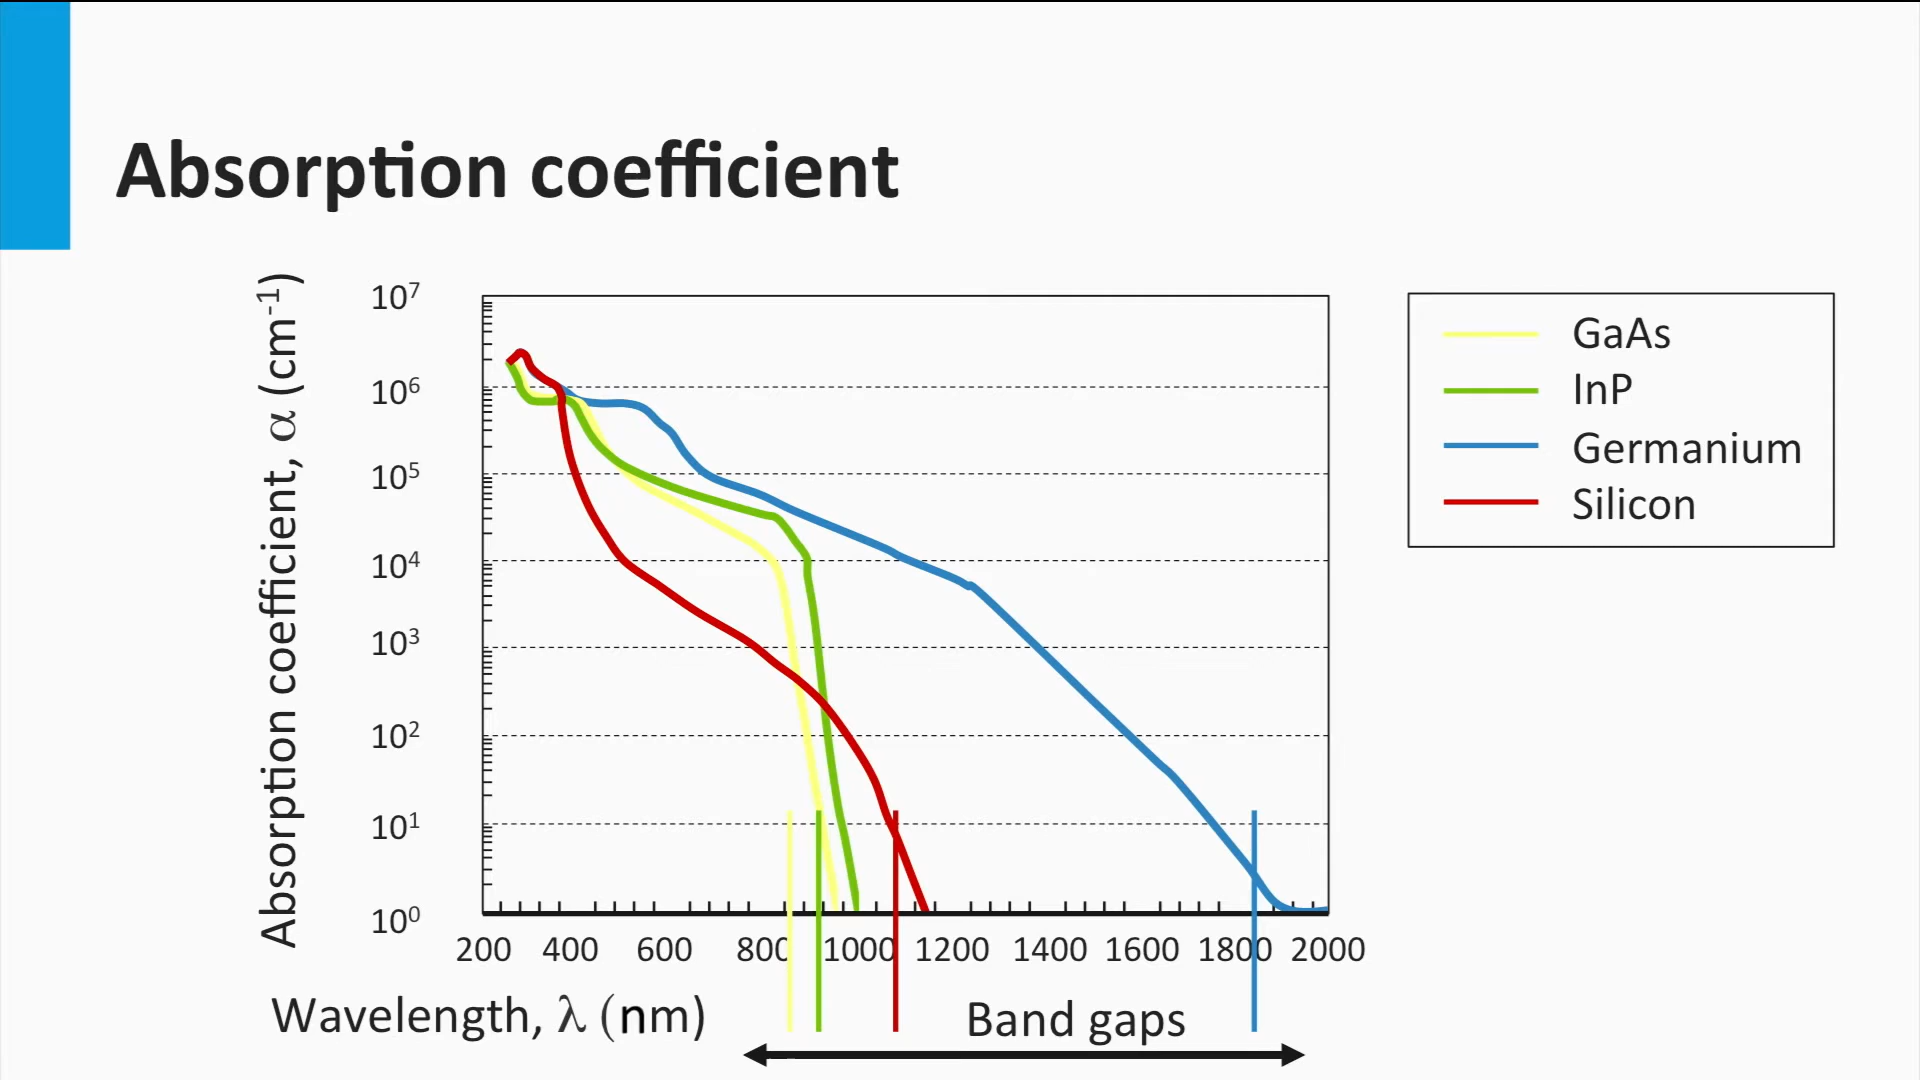 Absorption coefficient
Absorption coefficient, α (cm⁻¹)
10⁷
10⁶
10⁵
10⁴
10³
10²
10¹
10⁰
200 400 600 800 1000 1200 1400 1600 1800 2000
Wavelength, λ (nm)
Band gaps
GaAs
InP
Germanium
Silicon